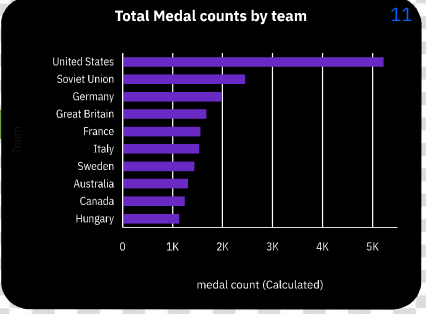 Total Medal counts by team
11
United States
Soviet Union
Germany
Great Britain
France
Italy
Sweden
Australia
Canada
Hungary
Team
0 1K 2K 3K 4K 5K
medal count (Calculated)